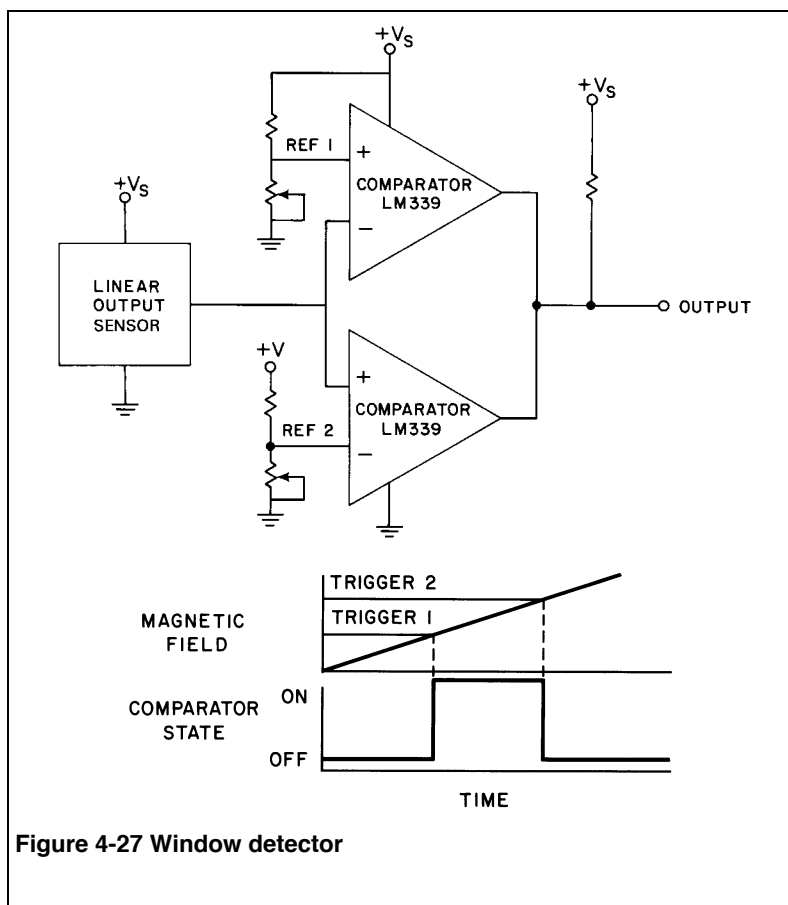 +VS
+VS
REF 1
+
COMPARATOR
LM339
−
+VS
LINEAR
OUTPUT
SENSOR
OUTPUT
+V
+
COMPARATOR
LM339
REF 2
−
TRIGGER 2
TRIGGER 1
MAGNETIC
FIELD
ON
COMPARATOR
STATE
OFF
TIME
Figure 4-27 Window detector